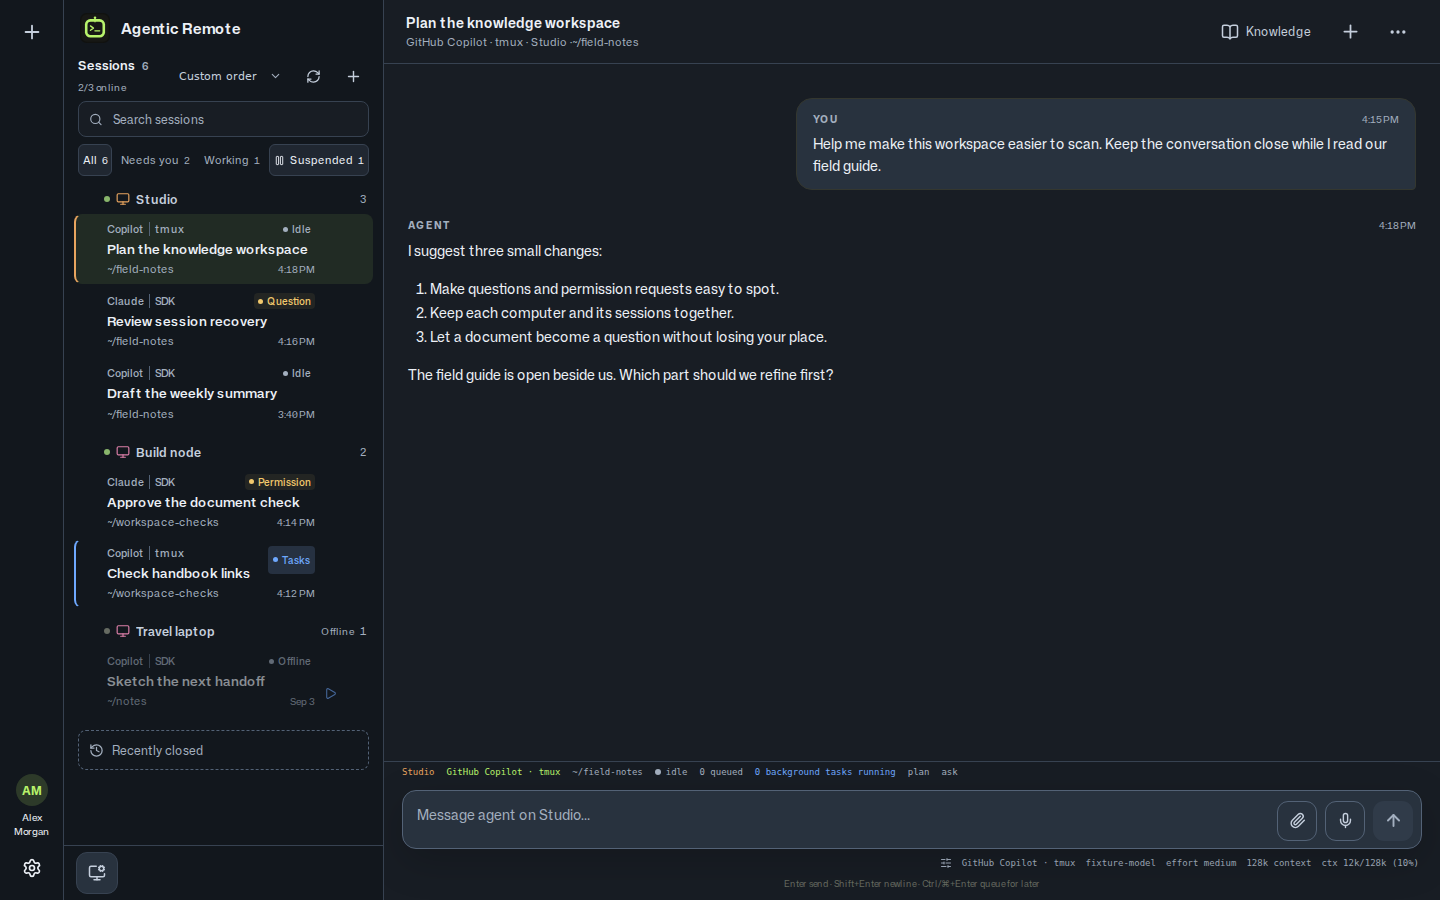 Agentic Remote
Sessions 6
2/3 online
Custom order
Search sessions
All 6
Needs you 2
Working 1
Suspended 1
Studio 3
Copilot | tmux Idle
Plan the knowledge workspace
~/field-notes 4:18 PM
Claude | SDK Question
Review session recovery
~/field-notes 4:16 PM
Copilot | SDK Idle
Draft the weekly summary
~/field-notes 3:40 PM
Build node 2
Claude | SDK Permission
Approve the document check
~/workspace-checks 4:14 PM
Copilot | tmux Tasks
Check handbook links
~/workspace-checks 4:12 PM
Travel laptop Offline 1
Copilot | SDK Offline
Sketch the next handoff
~/notes Sep 3
Recently closed
AM
Alex
Morgan
Plan the knowledge workspace
GitHub Copilot · tmux · Studio · ~/field-notes
Knowledge
YOU 4:15 PM
Help me make this workspace easier to scan. Keep the conversation close while I read our
field guide.
AGENT 4:18 PM
I suggest three small changes:
1. Make questions and permission requests easy to spot.
2. Keep each computer and its sessions together.
3. Let a document become a question without losing your place.
The field guide is open beside us. Which part should we refine first?
Studio GitHub Copilot · tmux ~/field-notes idle 0 queued 0 background tasks running plan ask
Message agent on Studio...
GitHub Copilot · tmux fixture-model effort medium 128k context ctx 12k/128k (10%)
Enter send · Shift+Enter newline · Ctrl/⌘+Enter queue for later